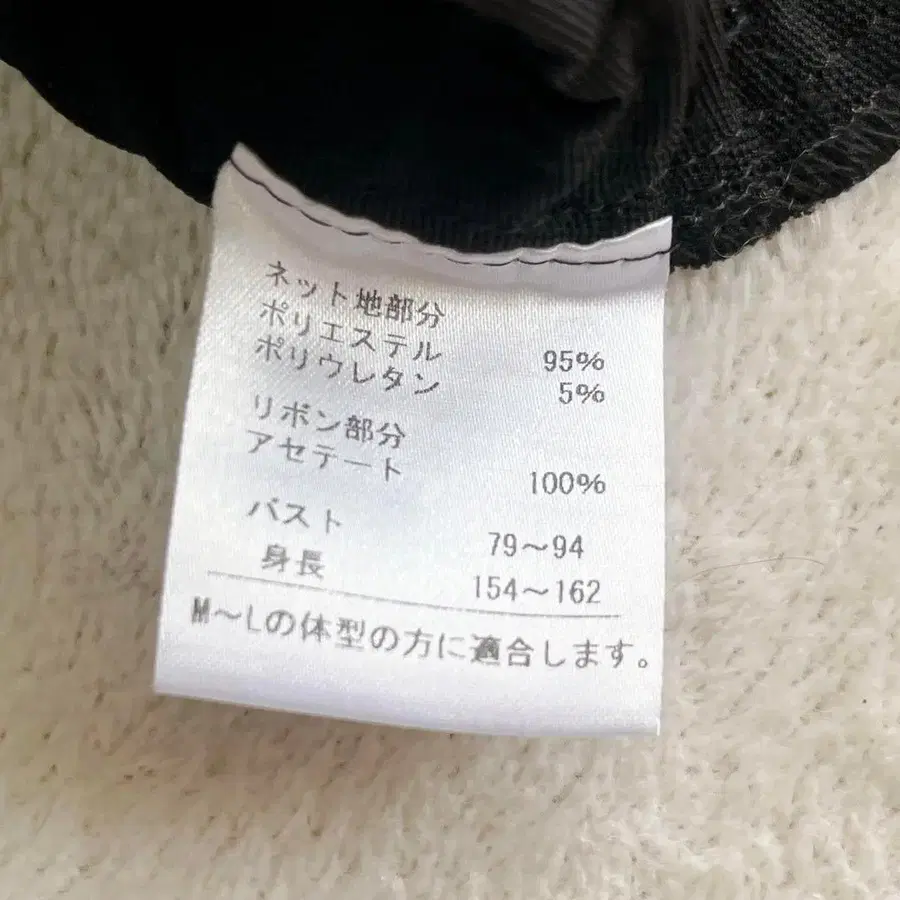 ネット地部分
ポリエステル 95%
ポリウレタン 5%
リボン部分
アセテート 100%
バスト 79～94
身長 154～162
M～Lの体型の方に適合します。